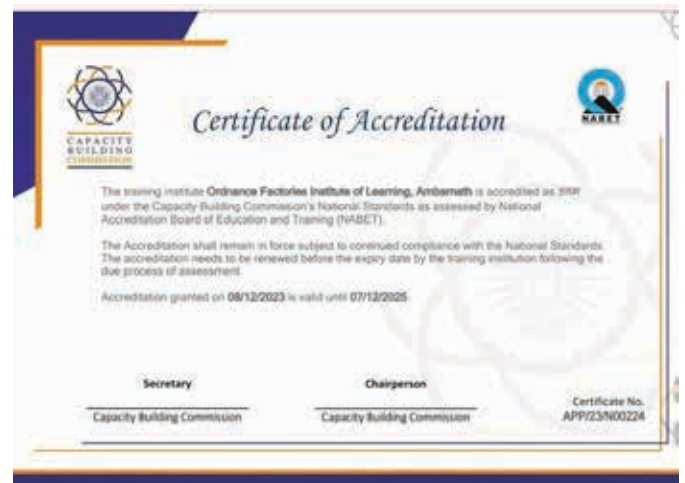 CAPACITY
BUILDING
COMMISSION
NABET
Certificate of Accreditation
The training institute Ordnance Factories Institute of Learning, Ambarnath is accredited as उत्तम
under the Capacity Building Commission's National Standards as assessed by National
Accreditation Board of Education and Training (NABET).
The Accreditation shall remain in force subject to continued compliance with the National Standards.
The accreditation needs to be renewed before the expiry date by the training institution following the
due process of assessment.
Accreditation granted on 08/12/2023 is valid until 07/12/2025
Secretary
Capacity Building Commission
Chairperson
Capacity Building Commission
Certificate No.
APP/23/N00224